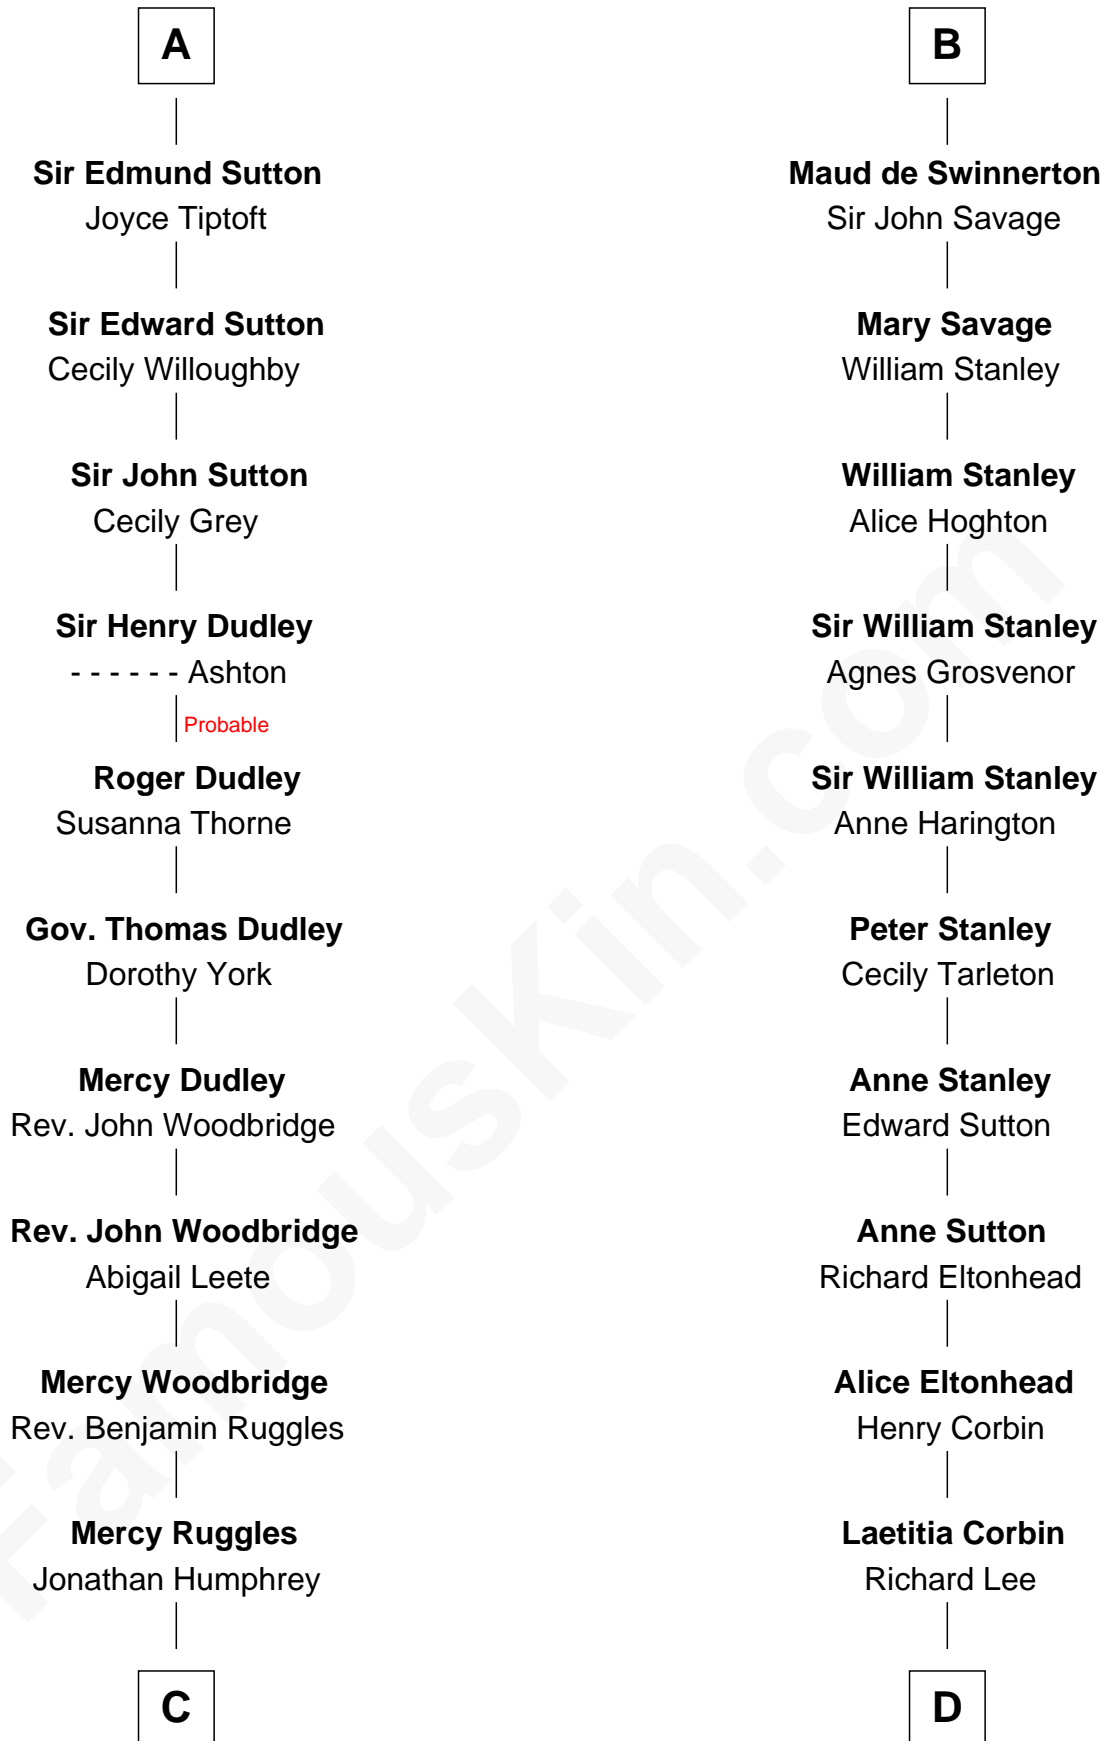 A
Sir Edmund Sutton
Joyce Tiptoft
Sir Edward Sutton
Cecily Willoughby
Sir John Sutton
Cecily Grey
Sir Henry Dudley
- - - - - - Ashton
Probable
Roger Dudley
Susanna Thorne
Gov. Thomas Dudley
Dorothy York
Mercy Dudley
Rev. John Woodbridge
Rev. John Woodbridge
Abigail Leete
Mercy Woodbridge
Rev. Benjamin Ruggles
Mercy Ruggles
Jonathan Humphrey
C
B
Maud de Swinnerton
Sir John Savage
Mary Savage
William Stanley
William Stanley
Alice Hoghton
Sir William Stanley
Agnes Grosvenor
Sir William Stanley
Anne Harington
Peter Stanley
Cecily Tarleton
Anne Stanley
Edward Sutton
Anne Sutton
Richard Eltonhead
Alice Eltonhead
Henry Corbin
Laetitia Corbin
Richard Lee
D
FamousKin.com